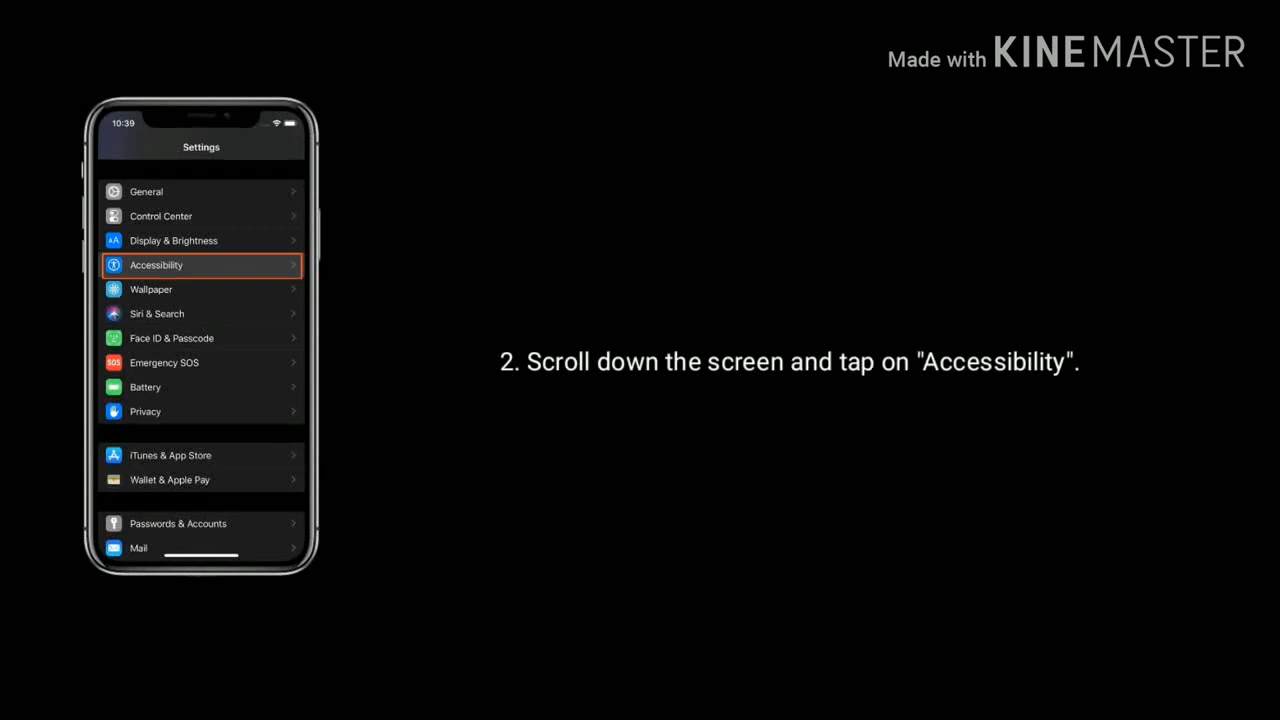 Made with KINEMASTER
10:39
Settings
General
Control Center
AA Display & Brightness
Accessibility
Wallpaper
Siri & Search
Face ID & Passcode
SOS Emergency SOS
Battery
Privacy
iTunes & App Store
Wallet & Apple Pay
Passwords & Accounts
Mail
2. Scroll down the screen and tap on "Accessibility".